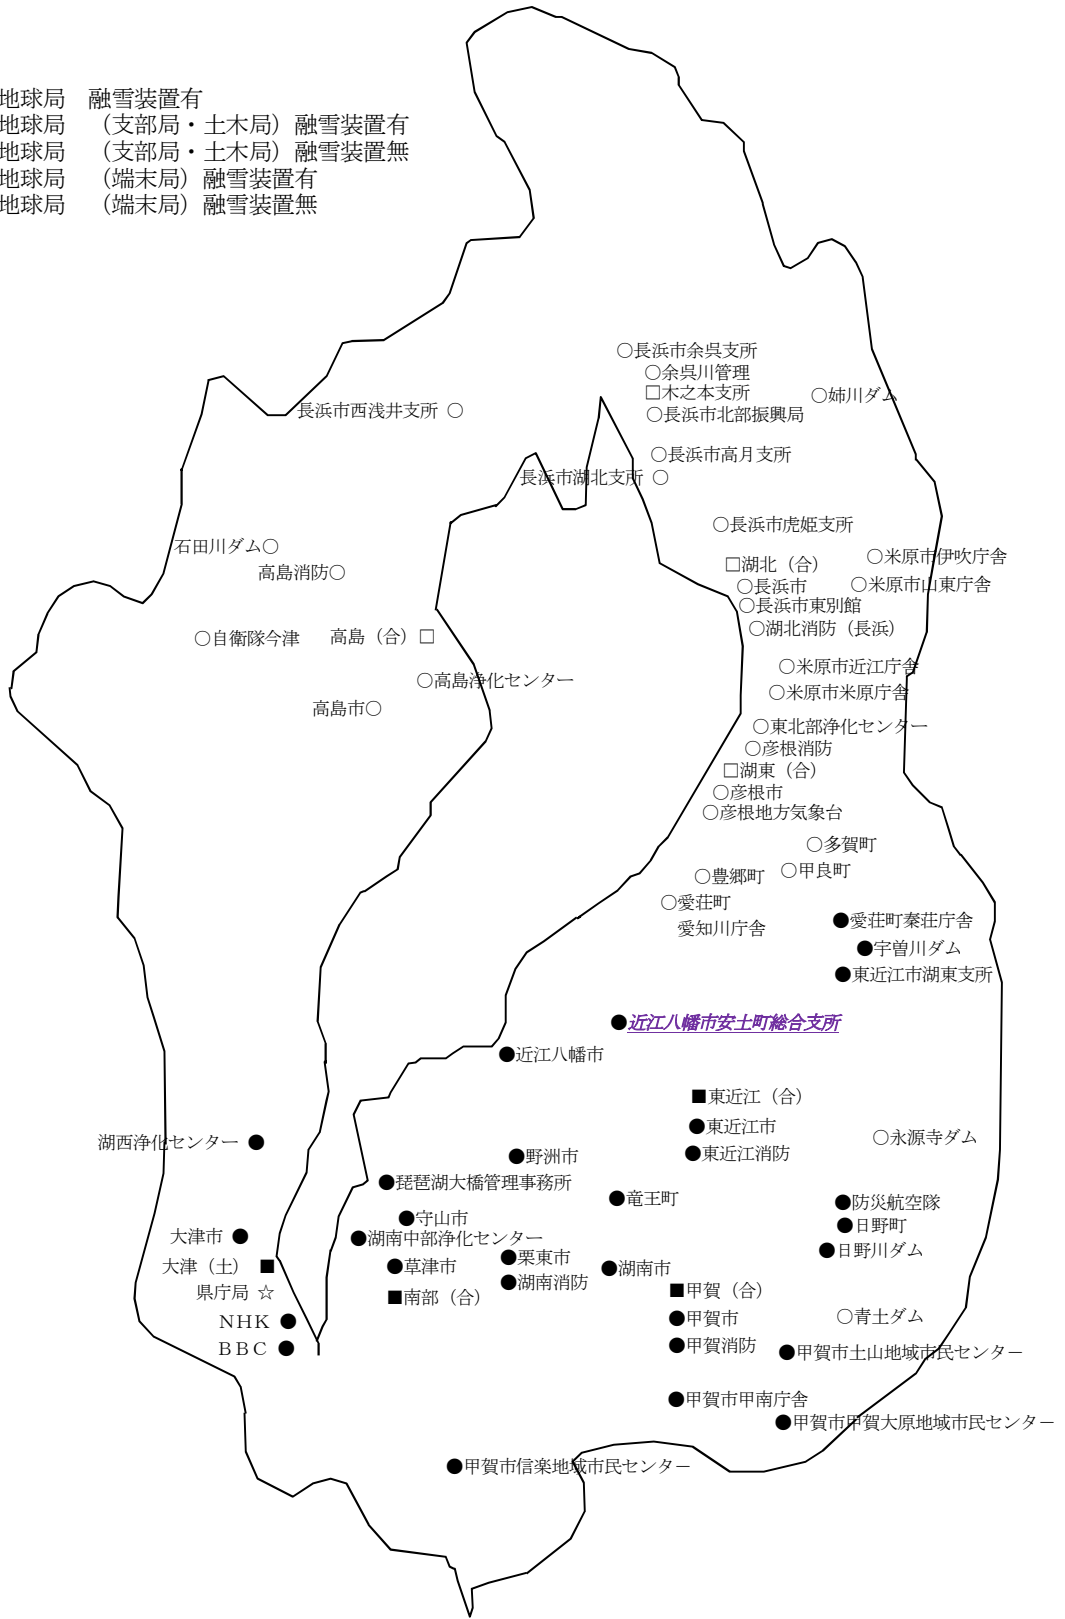 地球局　融雪装置有
地球局　（支部局・土木局）融雪装置有
地球局　（支部局・土木局）融雪装置無
地球局　（端末局）融雪装置有
地球局　（端末局）融雪装置無
○長浜市余呉支所
○余呉川管理
□木之本支所
○姉川ダム
長浜市西浅井支所 ○
○長浜市北部振興局
○長浜市高月支所
長浜市湖北支所 ○
○長浜市虎姫支所
石田川ダム○
高島消防○
□湖北（合）
○米原市伊吹庁舎
○長浜市
○米原市山東庁舎
○長浜市東別館
○湖北消防（長浜）
○自衛隊今津
高島（合）□
○米原市近江庁舎
○高島浄化センター
○米原市米原庁舎
高島市○
○東北部浄化センター
○彦根消防
□湖東（合）
○彦根市
○彦根地方気象台
○多賀町
○甲良町
○豊郷町
○愛荘町
愛知川庁舎
●愛荘町秦荘庁舎
●宇曽川ダム
●東近江市湖東支所
●近江八幡市安土町総合支所
●近江八幡市
■東近江（合）
●東近江市
○永源寺ダム
湖西浄化センター ●
●東近江消防
●野洲市
●琵琶湖大橋管理事務所
●竜王町
●防災航空隊
●守山市
●日野町
大津市 ●
●湖南中部浄化センター
●日野川ダム
●栗東市
大津（土） ■
●草津市
●湖南市
●湖南消防
県庁局 ☆
■南部（合）
■甲賀（合）
NHK ●
●甲賀市
○青土ダム
BBC ●
●甲賀消防
●甲賀市土山地域市民センター
●甲賀市甲南庁舎
●甲賀市甲賀大原地域市民センター
●甲賀市信楽地域市民センター